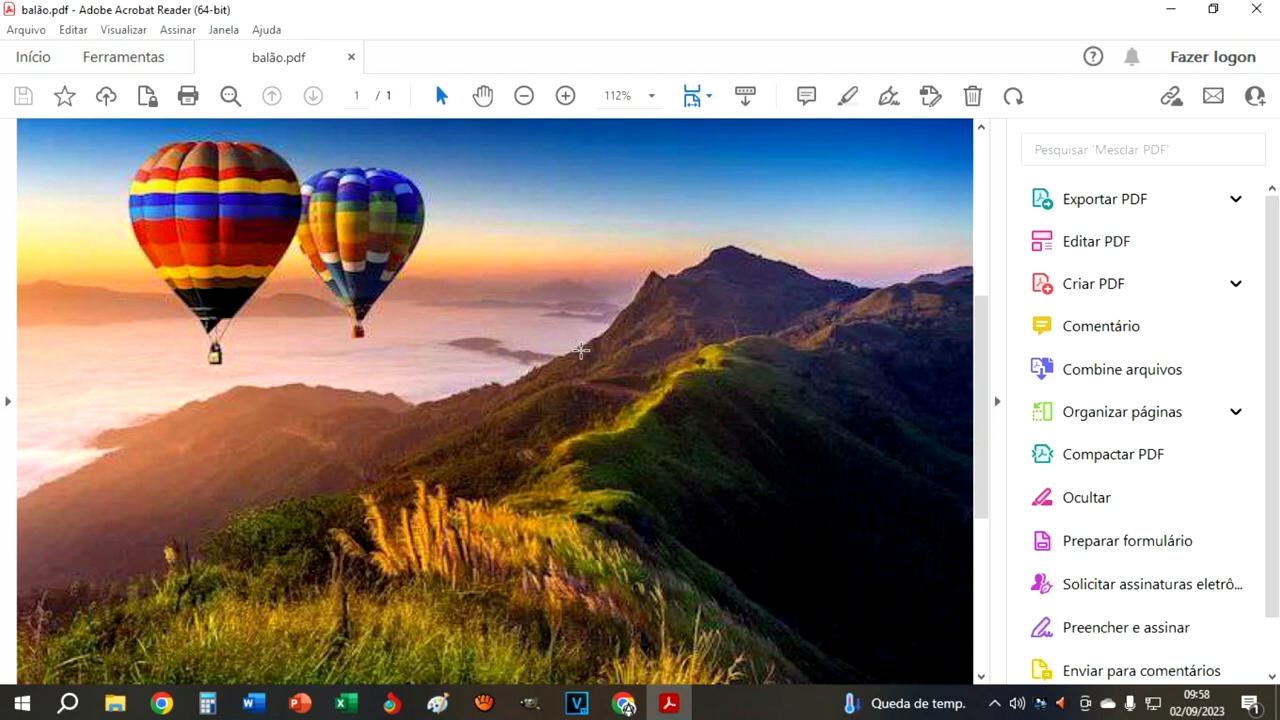 balão.pdf - Adobe Acrobat Reader (64-bit)
Arquivo Editar Visualizar Assinar Janela Ajuda
Início Ferramentas balão.pdf Fazer logon
1 / 1 112%
Pesquisar 'Mesclar PDF'
Exportar PDF
Editar PDF
Criar PDF
Comentário
Combine arquivos
Organizar páginas
Compactar PDF
Ocultar
Preparar formulário
Solicitar assinaturas eletrô...
Preencher e assinar
Enviar para comentários
Queda de temp.
09:58
02/09/2023